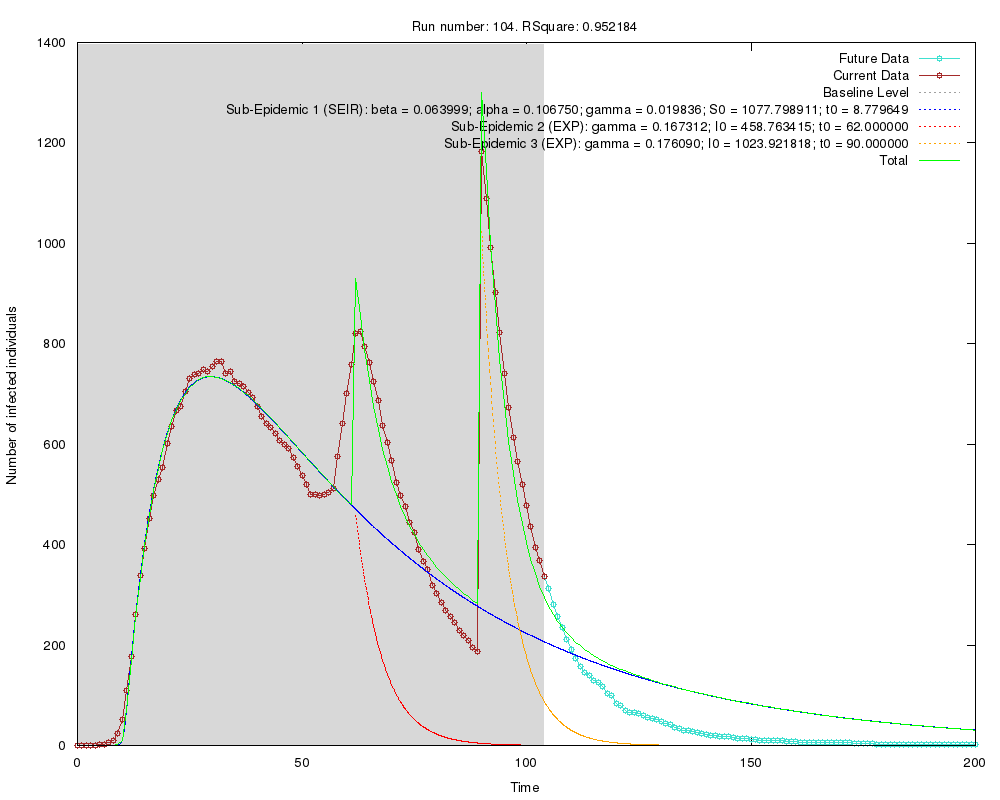 Run number: 104. RSquare: 0.952184
1400
1200
1000
800
600
400
200
0
Number of infected individuals
Future Data
Current Data
Baseline Level
Sub-Epidemic 1 (SEIR): beta = 0.063999; alpha = 0.106750; gamma = 0.019836; S0 = 1077.798911; t0 = 8.779649
Sub-Epidemic 2 (EXP): gamma = 0.167312; I0 = 458.763415; t0 = 62.000000
Sub-Epidemic 3 (EXP): gamma = 0.176090; I0 = 1023.921818; t0 = 90.000000
Total
0 50 100 150 200
Time